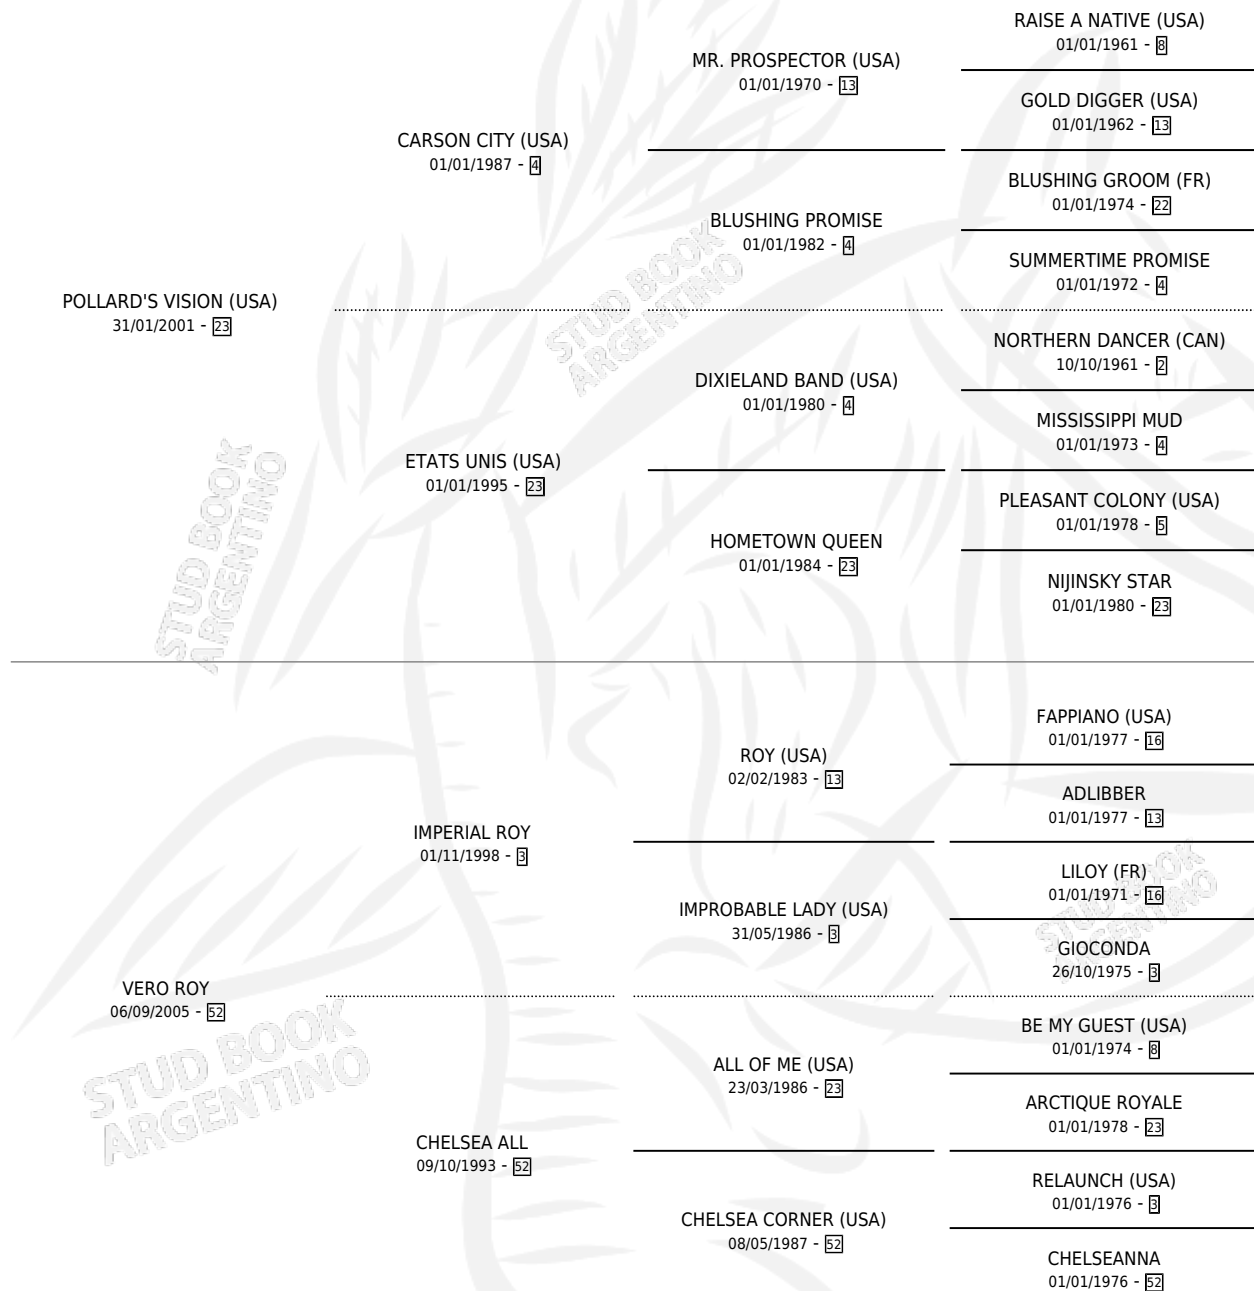 RAISE A NATIVE (USA)
01/01/1961 - 8
MR. PROSPECTOR (USA)
01/01/1970 - 13
GOLD DIGGER (USA)
01/01/1962 - 13
CARSON CITY (USA)
01/01/1987 - 4
BLUSHING GROOM (FR)
01/01/1974 - 22
BLUSHING PROMISE
01/01/1982 - 4
SUMMERTIME PROMISE
01/01/1972 - 4
POLLARD'S VISION (USA)
31/01/2001 - 23
NORTHERN DANCER (CAN)
10/10/1961 - 2
DIXIELAND BAND (USA)
01/01/1980 - 4
MISSISSIPPI MUD
01/01/1973 - 4
ETATS UNIS (USA)
01/01/1995 - 23
PLEASANT COLONY (USA)
01/01/1978 - 5
HOMETOWN QUEEN
01/01/1984 - 23
NIJINSKY STAR
01/01/1980 - 23
FAPPIANO (USA)
01/01/1977 - 16
ROY (USA)
02/02/1983 - 13
ADLIBBER
01/01/1977 - 13
IMPERIAL ROY
01/11/1998 - 3
LILOY (FR)
01/01/1971 - 16
IMPROBABLE LADY (USA)
31/05/1986 - 3
GIOCONDA
26/10/1975 - 3
VERO ROY
06/09/2005 - 52
BE MY GUEST (USA)
01/01/1974 - 8
ALL OF ME (USA)
23/03/1986 - 23
ARCTIQUE ROYALE
01/01/1978 - 23
CHELSEA ALL
09/10/1993 - 52
RELAUNCH (USA)
01/01/1976 - 3
CHELSEA CORNER (USA)
08/05/1987 - 52
CHELSEANNA
01/01/1976 - 52
STUD BOOK
ARGENTINO
STUD BOOK
ARGENTINO
STUD BOOK
ARGENTINO
STUD BOOK
ARGENTINO